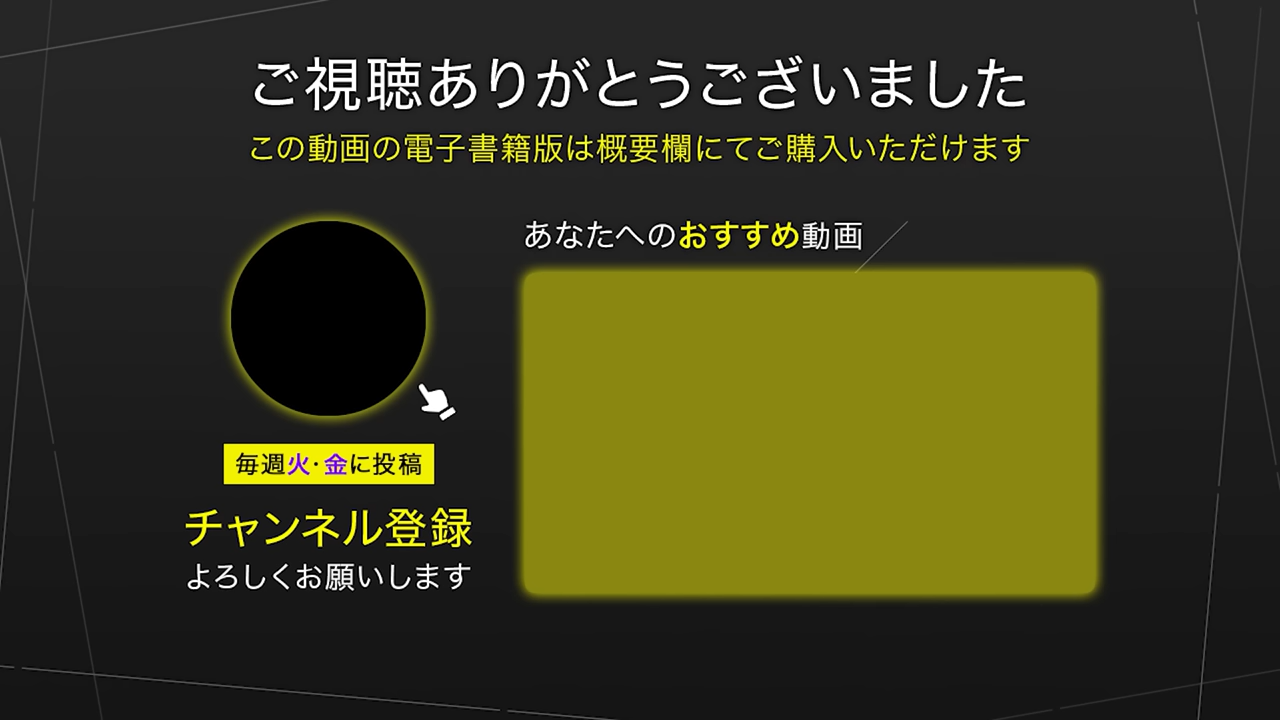 ご視聴ありがとうございました
この動画の電子書籍版は概要欄にてご購入いただけます
あなたへのおすすめ動画
毎週火·金に投稿
チャンネル登録
よろしくお願いします